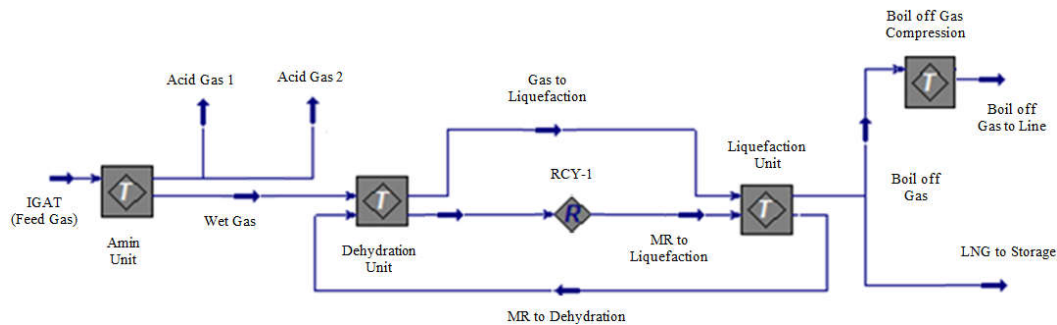 Boil off Gas
Compression
T
Acid Gas 1
Acid Gas 2
Gas to
Liquefaction
Boil off
Gas to Line
Liquefaction
Unit
RCY-1
Boil off
Gas
T
IGAT
(Feed Gas)
Wet Gas
T
R
T
Amin
Unit
Dehydration
Unit
MR to
Liquefaction
LNG to Storage
MR to Dehydration